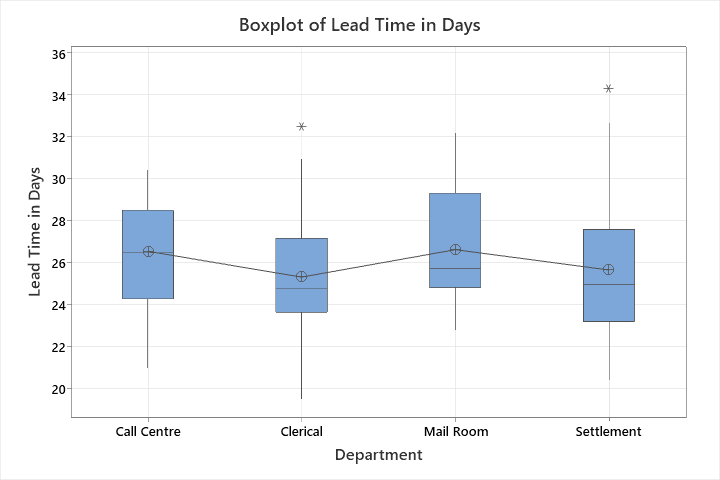 Boxplot of Lead Time in Days
36
34
32
30
28
26
24
22
20
Lead Time in Days
Call Centre
Clerical
Mail Room
Settlement
Department